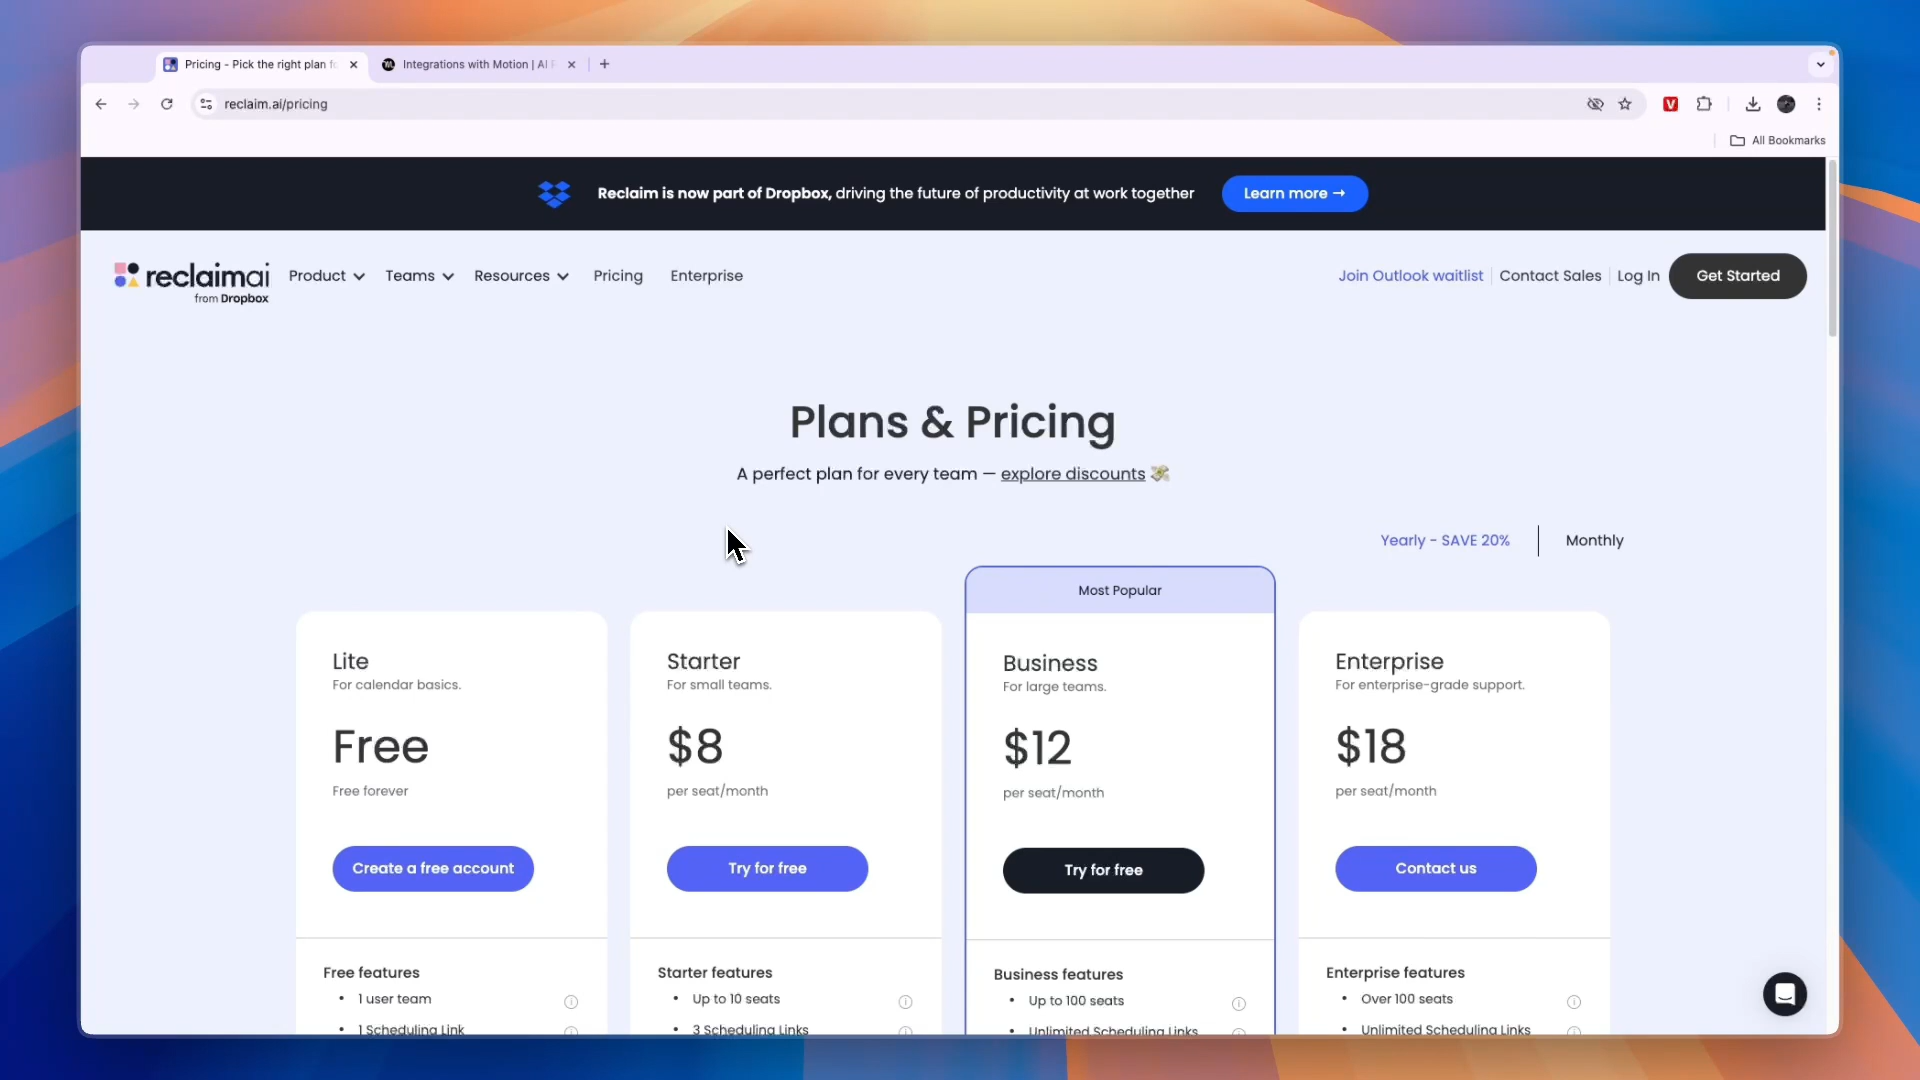 Pricing - Pick the right plan fo
Integrations with Motion | AI
reclaim.ai/pricing
All Bookmarks
Reclaim is now part of Dropbox, driving the future of productivity at work together
Learn more →
reclaimai
from Dropbox
Product
Teams
Resources
Pricing
Enterprise
Join Outlook waitlist
Contact Sales
Log In
Get Started
Plans & Pricing
A perfect plan for every team — explore discounts 💸
Yearly - SAVE 20%
Monthly
Lite
For calendar basics.
Free
Free forever
Create a free account
Free features
• 1 user team
• 1 Scheduling Link
Starter
For small teams.
$8
per seat/month
Try for free
Starter features
• Up to 10 seats
• 3 Scheduling Links
Most Popular
Business
For large teams.
$12
per seat/month
Try for free
Business features
• Up to 100 seats
• Unlimited Scheduling Links
Enterprise
For enterprise-grade support.
$18
per seat/month
Contact us
Enterprise features
• Over 100 seats
• Unlimited Scheduling Links